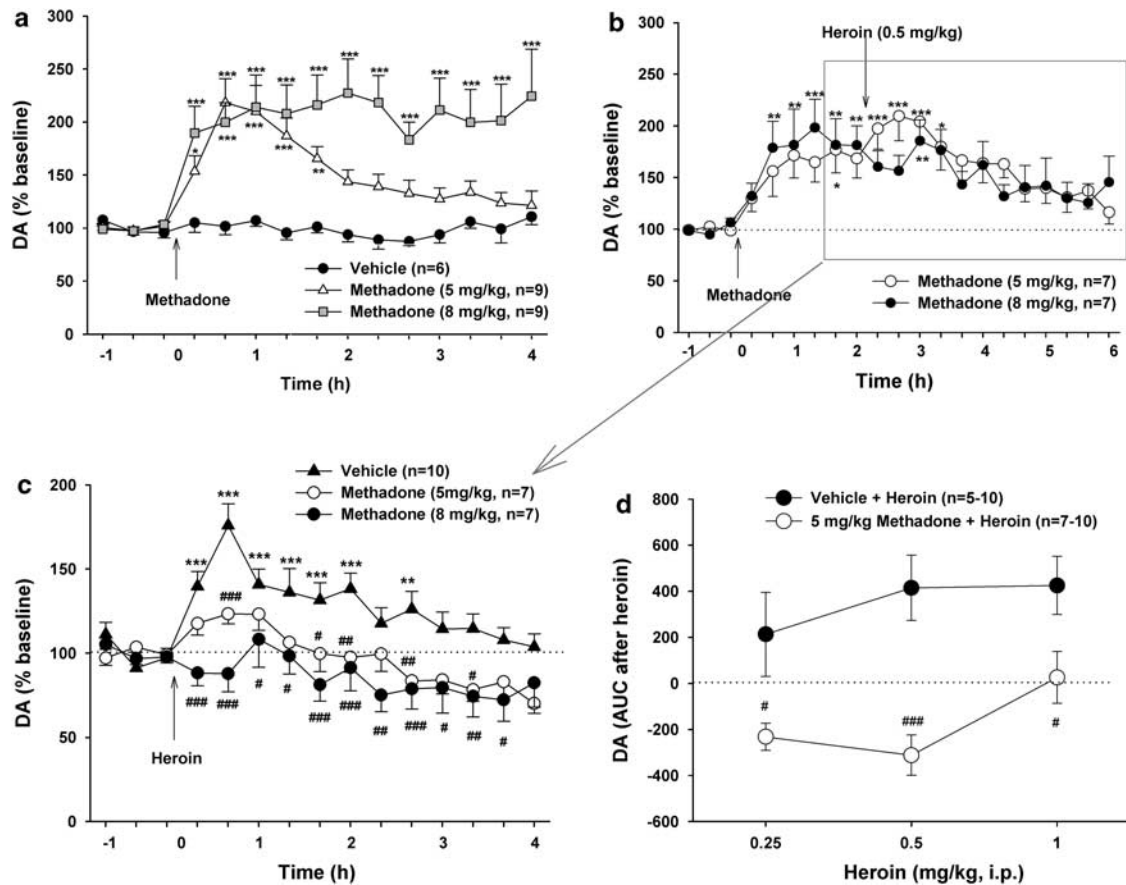 a
DA (% baseline)
300
250
200
150
100
50
0
***
***
***
***
***
***
***
***
***
***
***
***
*
***
***
***
**
Methadone
Vehicle (n=6)
Methadone (5 mg/kg, n=9)
Methadone (8 mg/kg, n=9)
-1 0 1 2 3 4
Time (h)
b
DA (% baseline)
Heroin (0.5 mg/kg)
300
250
200
150
100
50
0
**
**
***
**
**
***
***
***
*
*
**
Methadone
Methadone (5 mg/kg, n=7)
Methadone (8 mg/kg, n=7)
-1 0 1 2 3 4 5 6
Time (h)
c
DA (% baseline)
Vehicle (n=10)
Methadone (5mg/kg, n=7)
Methadone (8 mg/kg, n=7)
200
150
100
50
0
***
***
***
***
***
***
**
###
#
##
##
#
###
###
#
#
###
###
##
###
#
##
#
Heroin
-1 0 1 2 3 4
Time (h)
d
DA (AUC after heroin)
Vehicle + Heroin (n=5-10)
5 mg/kg Methadone + Heroin (n=7-10)
800
600
400
200
0
-200
-400
-600
#
###
#
0.25 0.5 1
Heroin (mg/kg, i.p.)